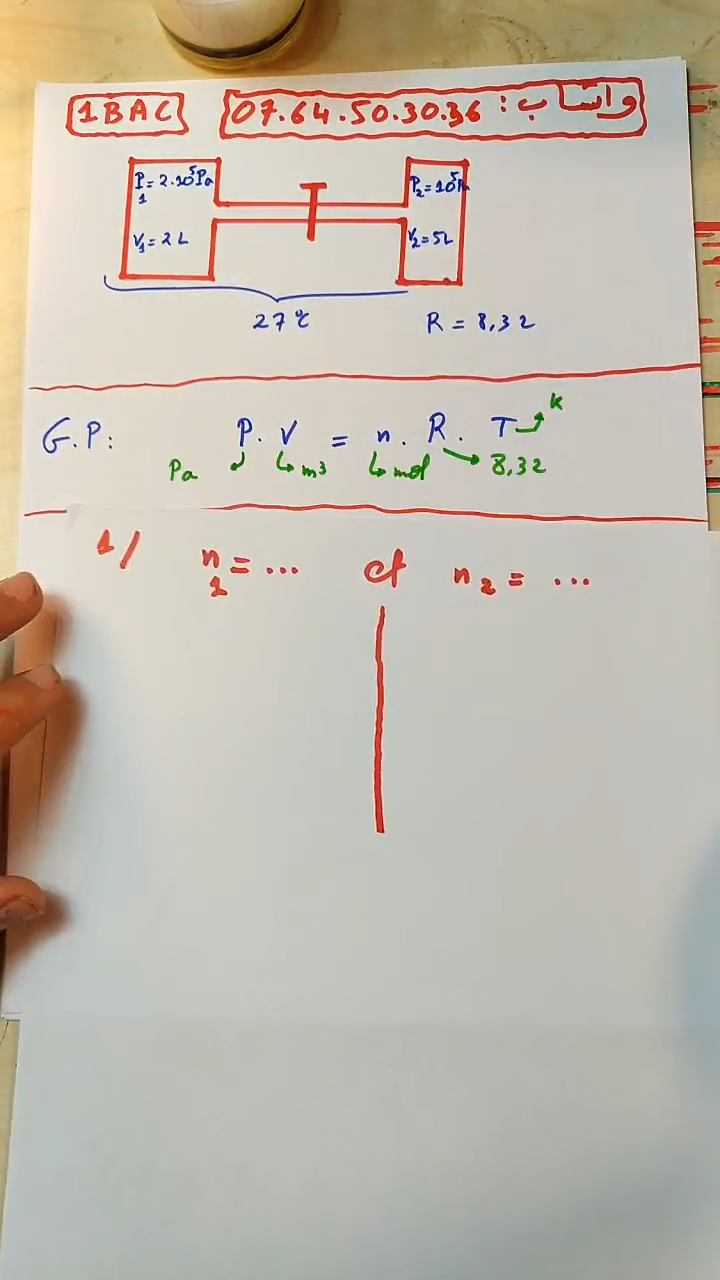 1BAC 07.64.50.30.36 : واتساب
P₁ = 2.10⁵Pa P₂ = 10⁵Pa
V₁ = 2L V₂ = 5L
27°C R = 8,32
G.P: P. V = n. R. T → K
Pa m³ mol → 8,32
1/ n₁ = ... et n₂ = ...